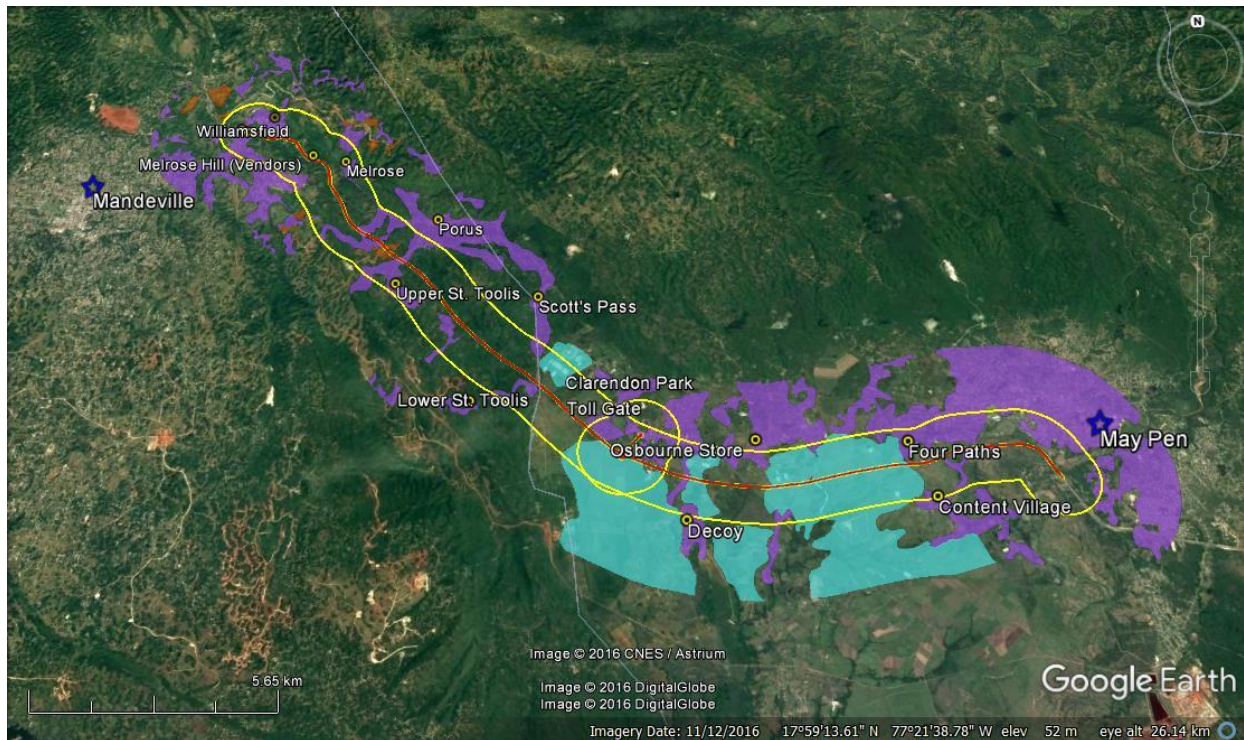 N
Williamsfield
Melrose Hill (Vendors)
Melrose
Mandeville
Porus
Upper St. Toolis
Scott's Pass
Clarendon Park
Lower St. Toolis
Toll Gate
Osbourne Store
Four Paths
May Pen
Content Village
Decoy
Image © 2016 CNES / Astrium
5.65 km
Image © 2016 DigitalGlobe
Image © 2016 DigitalGlobe
Google Earth
Imagery Date: 11/12/2016 17°59'13.61" N 77°21'38.78" W elev 52 m eye alt 26.14 km